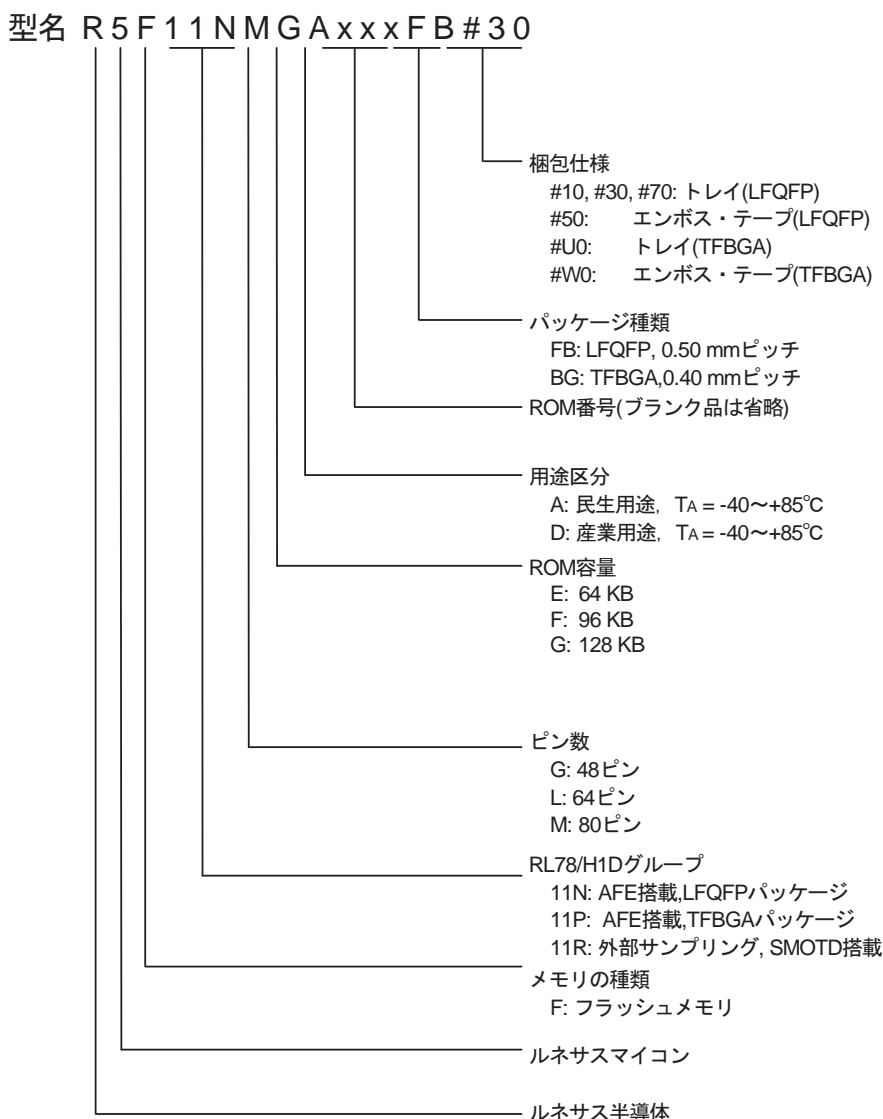 型名 R 5 F 1 1 N M G A x x x F B # 3 0
梱包仕様
#10, #30, #70: トレイ(LFQFP)
#50: エンボス・テープ(LFQFP)
#U0: トレイ(TFBGA)
#W0: エンボス・テープ(TFBGA)
パッケージ種類
FB: LFQFP, 0.50 mmピッチ
BG: TFBGA,0.40 mmピッチ
ROM番号(ブランク品は省略)
用途区分
A: 民生用途, TA = -40～+85°C
D: 産業用途, TA = -40～+85°C
ROM容量
E: 64 KB
F: 96 KB
G: 128 KB
ピン数
G: 48ピン
L: 64ピン
M: 80ピン
RL78/H1Dグループ
11N: AFE搭載,LFQFPパッケージ
11P: AFE搭載,TFBGAパッケージ
11R: 外部サンプリング, SMOTD搭載
メモリの種類
F: フラッシュメモリ
ルネサスマイコン
ルネサス半導体